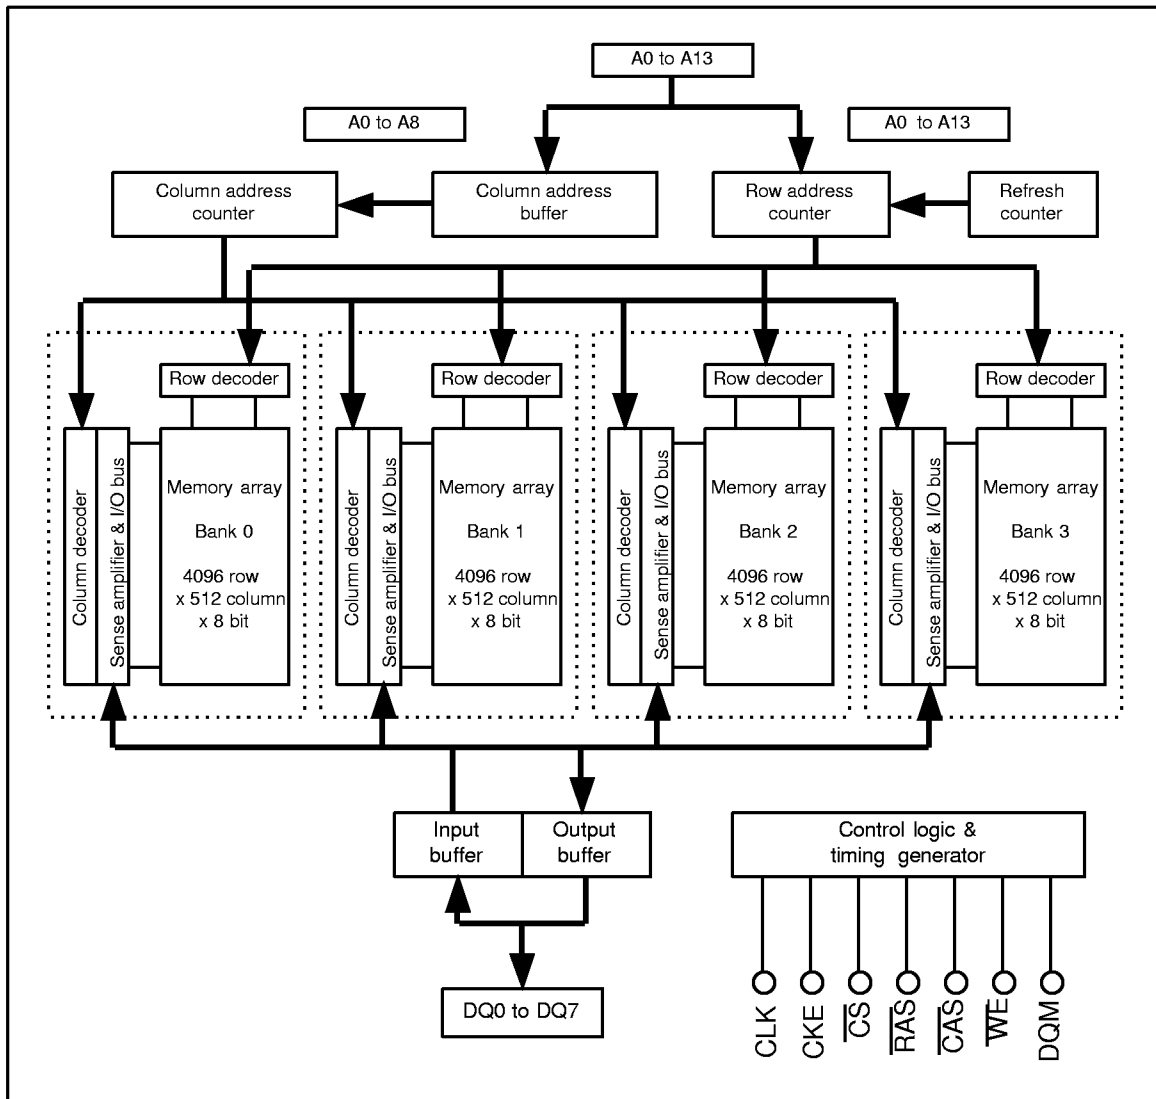 A0 to A13
A0 to A8
A0 to A13
Column address
counter
Column address
buffer
Row address
counter
Refresh
counter
Row decoder
Row decoder
Row decoder
Row decoder
Column decoder
Sense amplifier & I/O bus
Memory array
Bank 0
4096 row
x 512 column
x 8 bit
Column decoder
Sense amplifier & I/O bus
Memory array
Bank 1
4096 row
x 512 column
x 8 bit
Column decoder
Sense amplifier & I/O bus
Memory array
Bank 2
4096 row
x 512 column
x 8 bit
Column decoder
Sense amplifier & I/O bus
Memory array
Bank 3
4096 row
x 512 column
x 8 bit
Input
buffer
Output
buffer
Control logic &
timing generator
DQ0 to DQ7
CLK
CKE
C̅S̅
R̅A̅S̅
C̅A̅S̅
W̅E̅
DQM